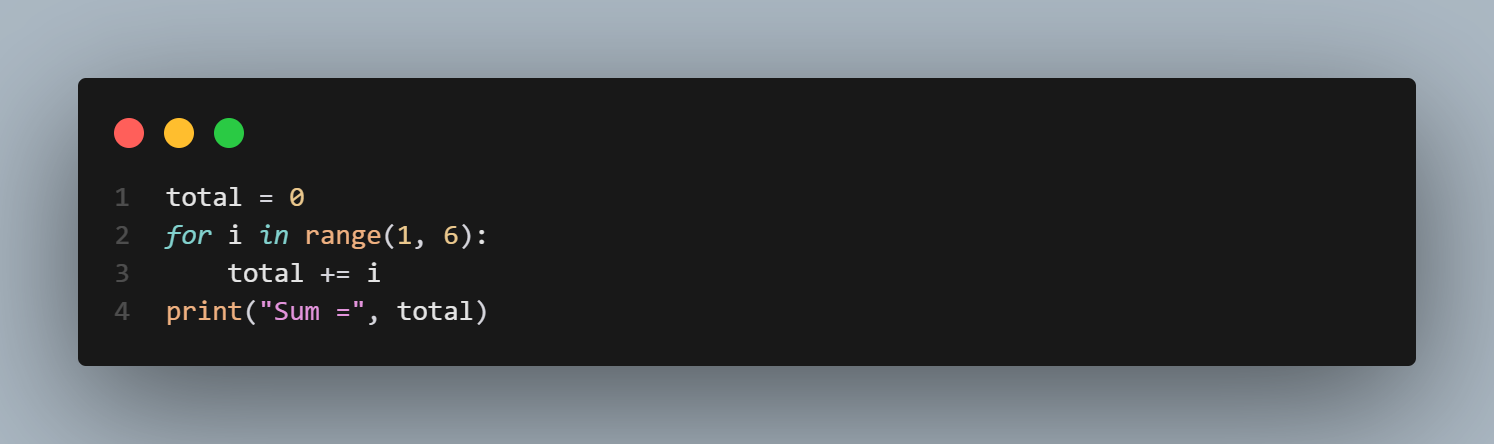 1 total = 0
2 for i in range(1, 6):
3     total += i
4 print("Sum =", total)